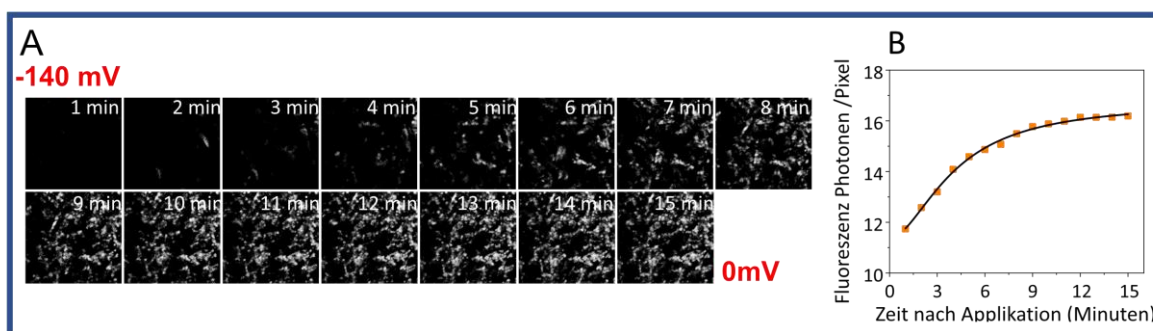 A
-140 mV
1 min 2 min 3 min 4 min 5 min 6 min 7 min 8 min
9 min 10 min 11 min 12 min 13 min 14 min 15 min
0mV
B
Fluoreszenz Photonen /Pixel
18
16
14
12
10
0 3 6 9 12 15
Zeit nach Applikation (Minuten)